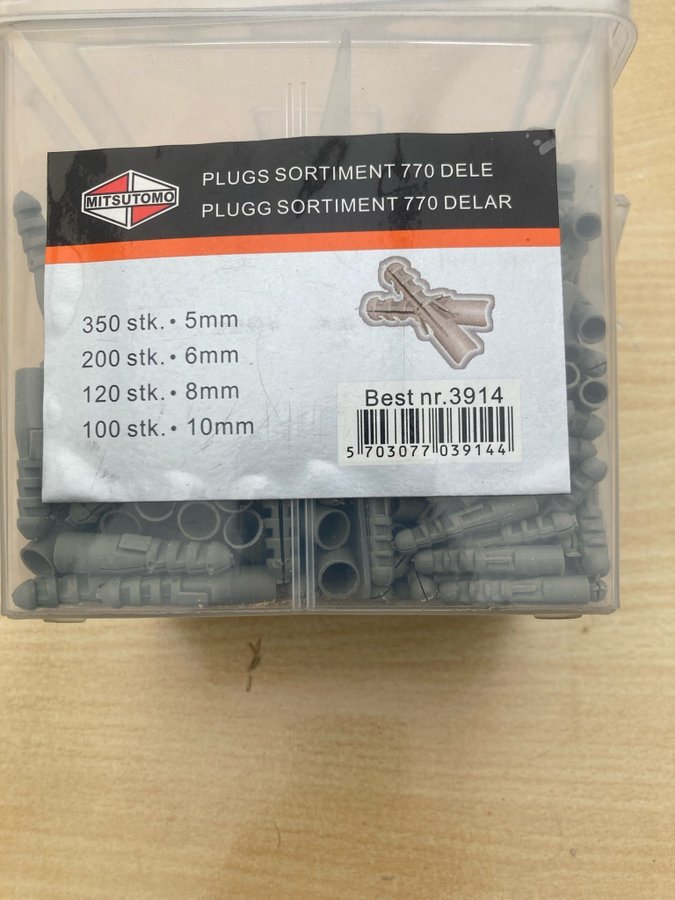 MITSUTOMO
PLUGS SORTIMENT 770 DELE
PLUGG SORTIMENT 770 DELAR
350 stk. • 5mm
200 stk. • 6mm
120 stk. • 8mm
100 stk. • 10mm
Best nr.3914
5 703077 039144